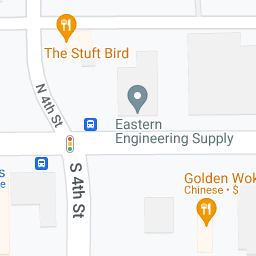 The Stuft Bird
N 4th St
Eastern
Engineering Supply
S 4th St
Golden Wok
Chinese • $